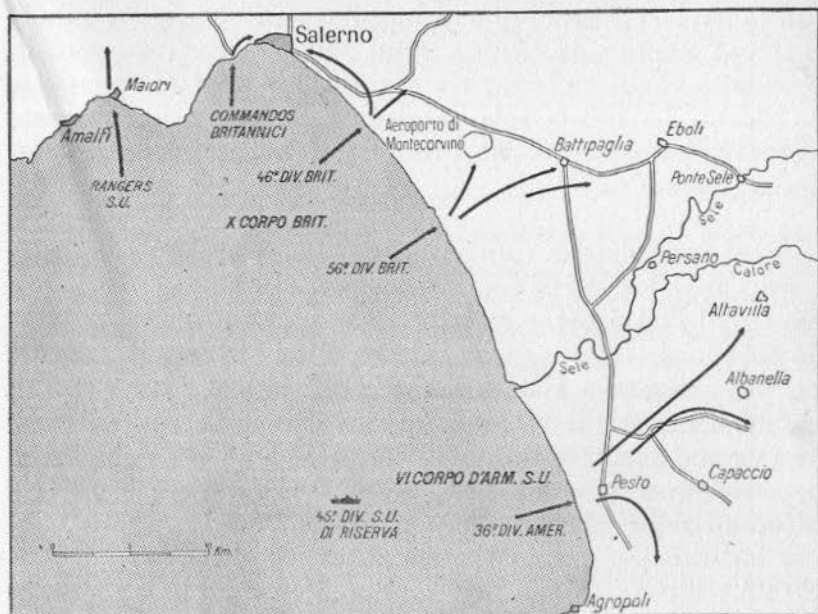 Salerno
Maiori
Amalfi
COMMANDOS
BRITANNICI
RANGERS
S.U.
Aeroporto di
Montecorvino
46ª DIV. BRIT.
Battipaglia
Eboli
Ponte Sele
X CORPO BRIT.
Sele
56ª DIV. BRIT.
Persano
Calore
Altavilla
Sele
Albanella
VI CORPO D'ARM. S.U.
Pesto
Capaccio
45ª DIV. S.U.
DI RISERVA
36ª DIV. AMER.
Km.
Agropoli